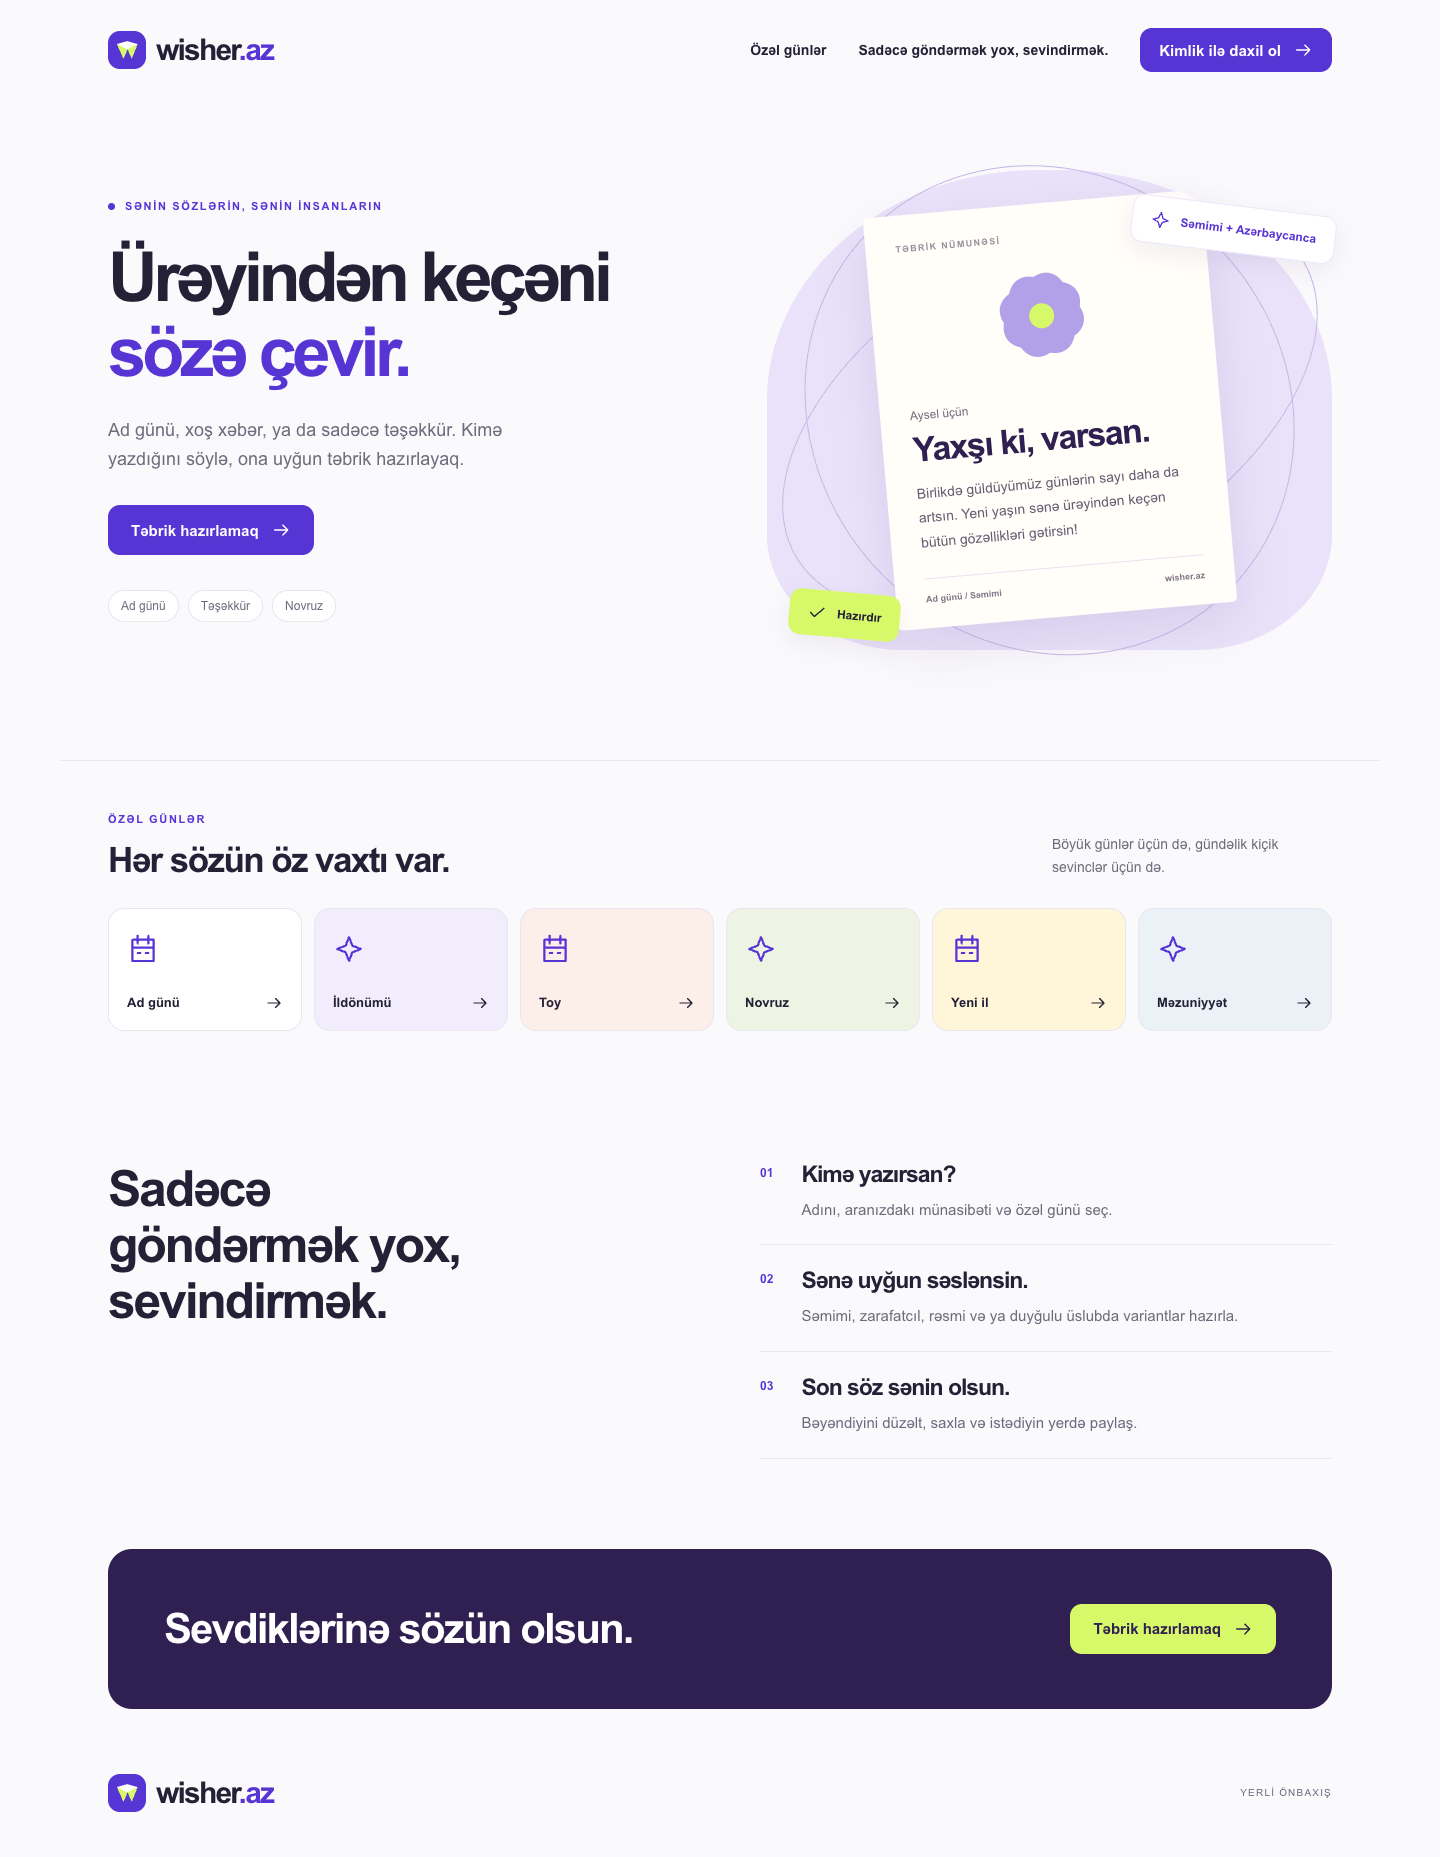 wisher.az
Özəl günlər
Sadəcə göndərmək yox, sevindirmək.
Kimlik ilə daxil ol
SƏNİN SÖZLƏRİN, SƏNİN İNSANLARIN
Ürəyindən keçəni
sözə çevir.
Ad günü, xoş xəbər, ya da sadəcə təşəkkür. Kimə
yazdığını söylə, ona uyğun təbrik hazırlayaq.
Təbrik hazırlamaq
Ad günü
Təşəkkür
Novruz
Səmimi + Azərbaycanca
TƏBRİK NÜMUNƏSİ
Aysel üçün
Yaxşı ki, varsan.
Birlikdə güldüyümüz günlərin sayı daha da
artsın. Yeni yaşın sənə ürəyindən keçən
bütün gözəllikləri gətirsin!
Ad günü / Səmimi
wisher.az
Hazırdır
ÖZƏL GÜNLƏR
Hər sözün öz vaxtı var.
Böyük günlər üçün də, gündəlik kiçik
sevinclər üçün də.
Ad günü
İldönümü
Toy
Novruz
Yeni il
Məzuniyyət
Sadəcə
göndərmək yox,
sevindirmək.
01
Kimə yazırsan?
Adını, aranızdakı münasibəti və özəl günü seç.
02
Sənə uyğun səslənsin.
Səmimi, zarafatcıl, rəsmi və ya duyğulu üslubda variantlar hazırla.
03
Son söz sənin olsun.
Bəyəndiyini düzəlt, saxla və istədiyin yerdə paylaş.
Sevdiklərinə sözün olsun.
Təbrik hazırlamaq
wisher.az
YERLİ ÖNBAXIŞ